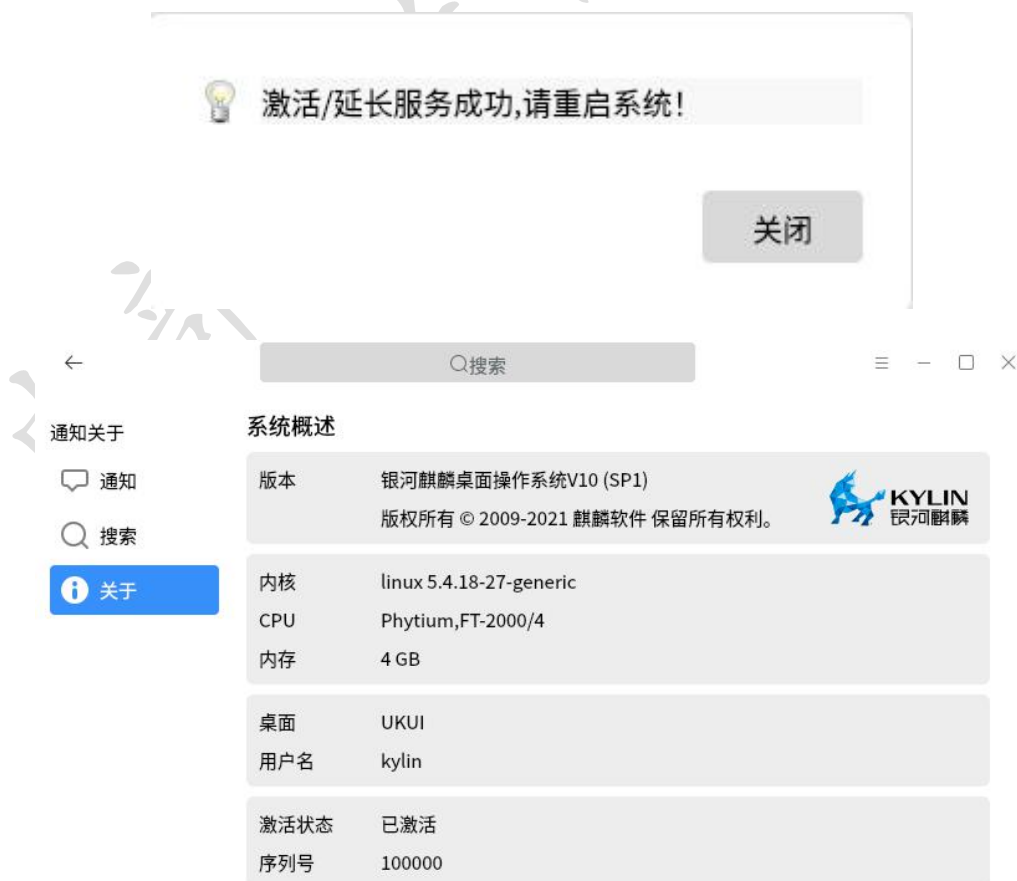 激活/延长服务成功,请重启系统!
关闭
搜索
通知关于
通知
搜索
关于
系统概述
版本 银河麒麟桌面操作系统V10 (SP1)
版权所有 © 2009-2021 麒麟软件 保留所有权利。
KYLIN
银河麒麟
内核 linux 5.4.18-27-generic
CPU Phytium,FT-2000/4
内存 4 GB
桌面 UKUI
用户名 kylin
激活状态 已激活
序列号 100000